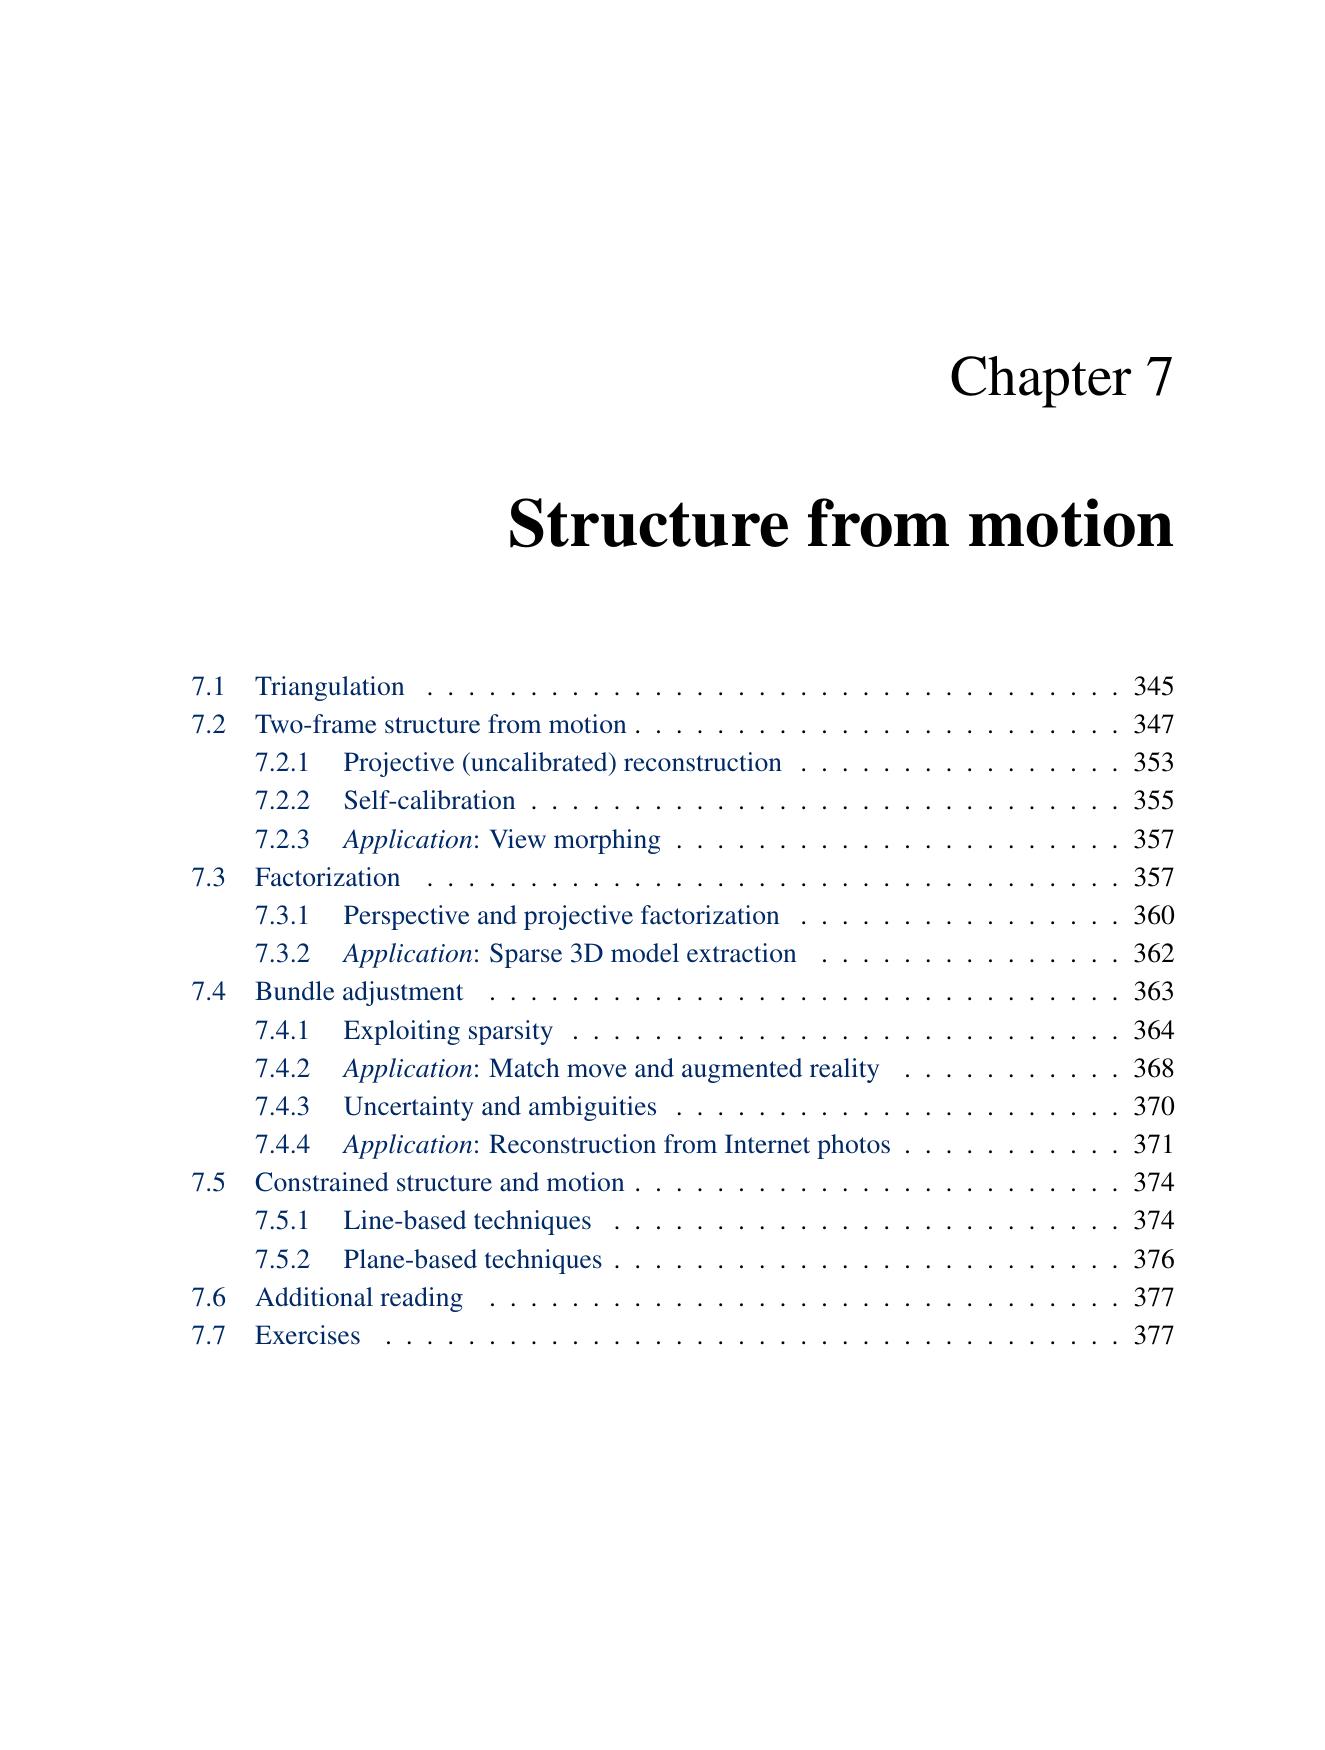 Chapter 7
Structure from motion
7.1 Triangulation . . . . . . . . . . . . . . . . . . . . . . . . . . . . . . . . . . 345
7.2 Two-frame structure from motion . . . . . . . . . . . . . . . . . . . . . . . . 347
7.2.1 Projective (uncalibrated) reconstruction . . . . . . . . . . . . . . . . 353
7.2.2 Self-calibration . . . . . . . . . . . . . . . . . . . . . . . . . . . . . 355
7.2.3 Application: View morphing . . . . . . . . . . . . . . . . . . . . . . 357
7.3 Factorization . . . . . . . . . . . . . . . . . . . . . . . . . . . . . . . . . . 357
7.3.1 Perspective and projective factorization . . . . . . . . . . . . . . . . 360
7.3.2 Application: Sparse 3D model extraction . . . . . . . . . . . . . . . 362
7.4 Bundle adjustment . . . . . . . . . . . . . . . . . . . . . . . . . . . . . . . 363
7.4.1 Exploiting sparsity . . . . . . . . . . . . . . . . . . . . . . . . . . . 364
7.4.2 Application: Match move and augmented reality . . . . . . . . . . . 368
7.4.3 Uncertainty and ambiguities . . . . . . . . . . . . . . . . . . . . . . 370
7.4.4 Application: Reconstruction from Internet photos . . . . . . . . . . . 371
7.5 Constrained structure and motion . . . . . . . . . . . . . . . . . . . . . . . . 374
7.5.1 Line-based techniques . . . . . . . . . . . . . . . . . . . . . . . . . 374
7.5.2 Plane-based techniques . . . . . . . . . . . . . . . . . . . . . . . . . 376
7.6 Additional reading . . . . . . . . . . . . . . . . . . . . . . . . . . . . . . . 377
7.7 Exercises . . . . . . . . . . . . . . . . . . . . . . . . . . . . . . . . . . . . 377